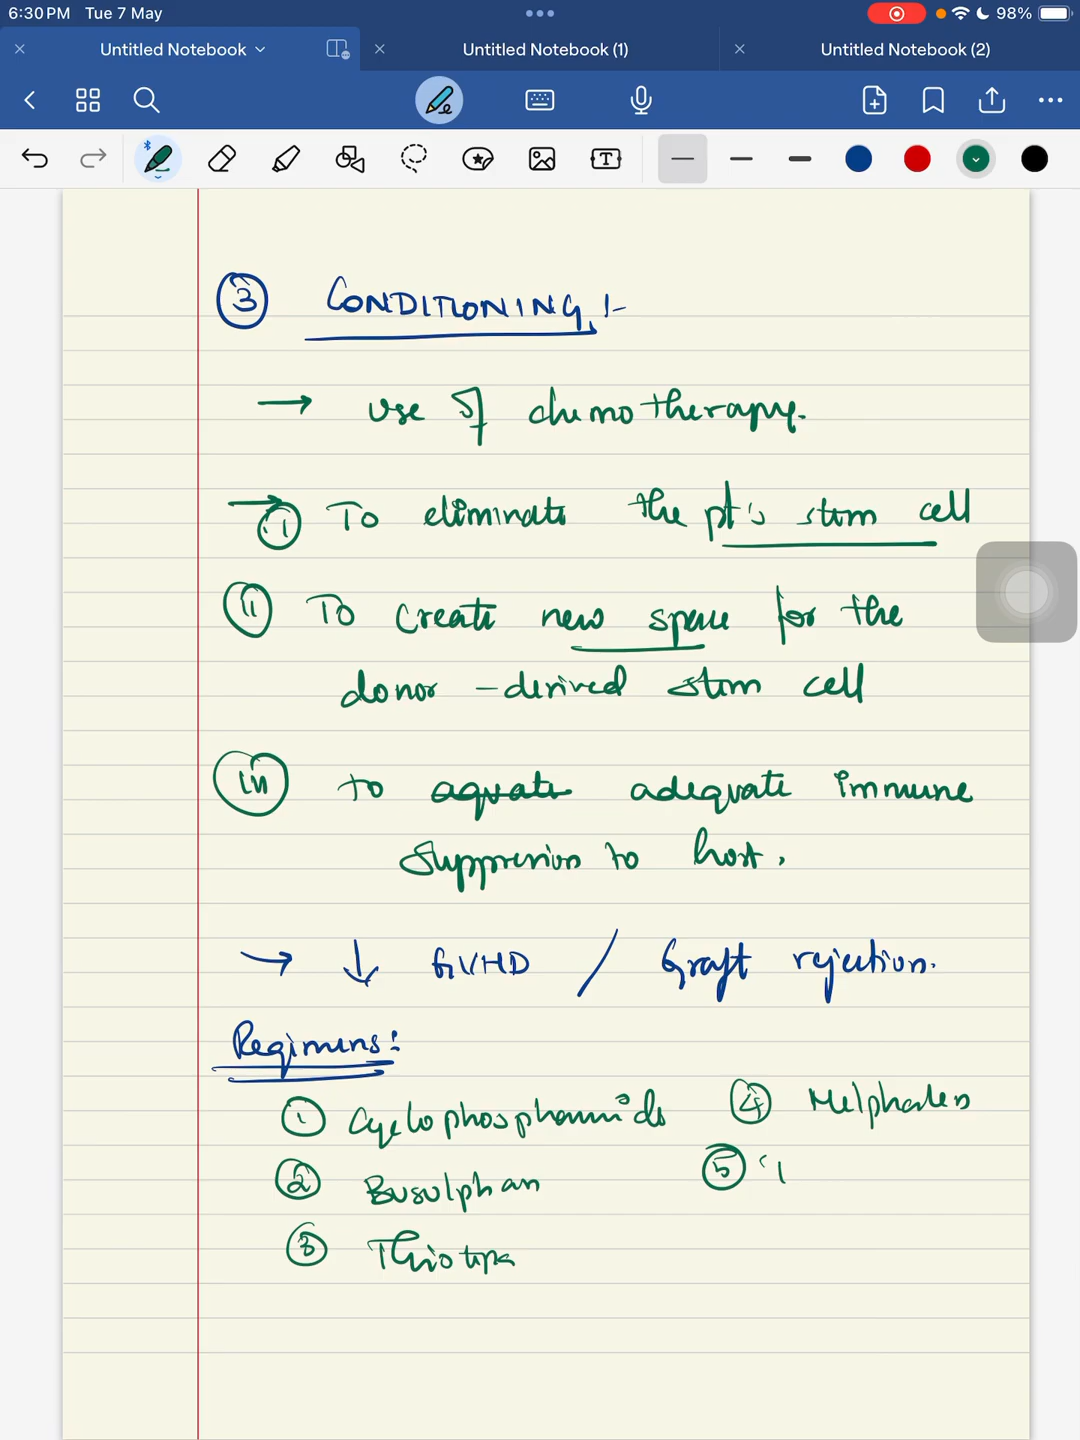 6:30 PM Tue 7 May 98%
Untitled Notebook
Untitled Notebook (1)
Untitled Notebook (2)
3 CONDITIONING :-
→ Use of chemotherapy.
→ (i) To eliminate the pt's stem cell
(ii) To create new space for the
donor - derived stem cell
(iii) to aquate adequate immune
suppression to host.
→ ↓ GVHD / Graft rejection.
Regimens:
1 Cyclophosphamide
4 Melphalan
2 Busulphan
5
3 Thiotepa